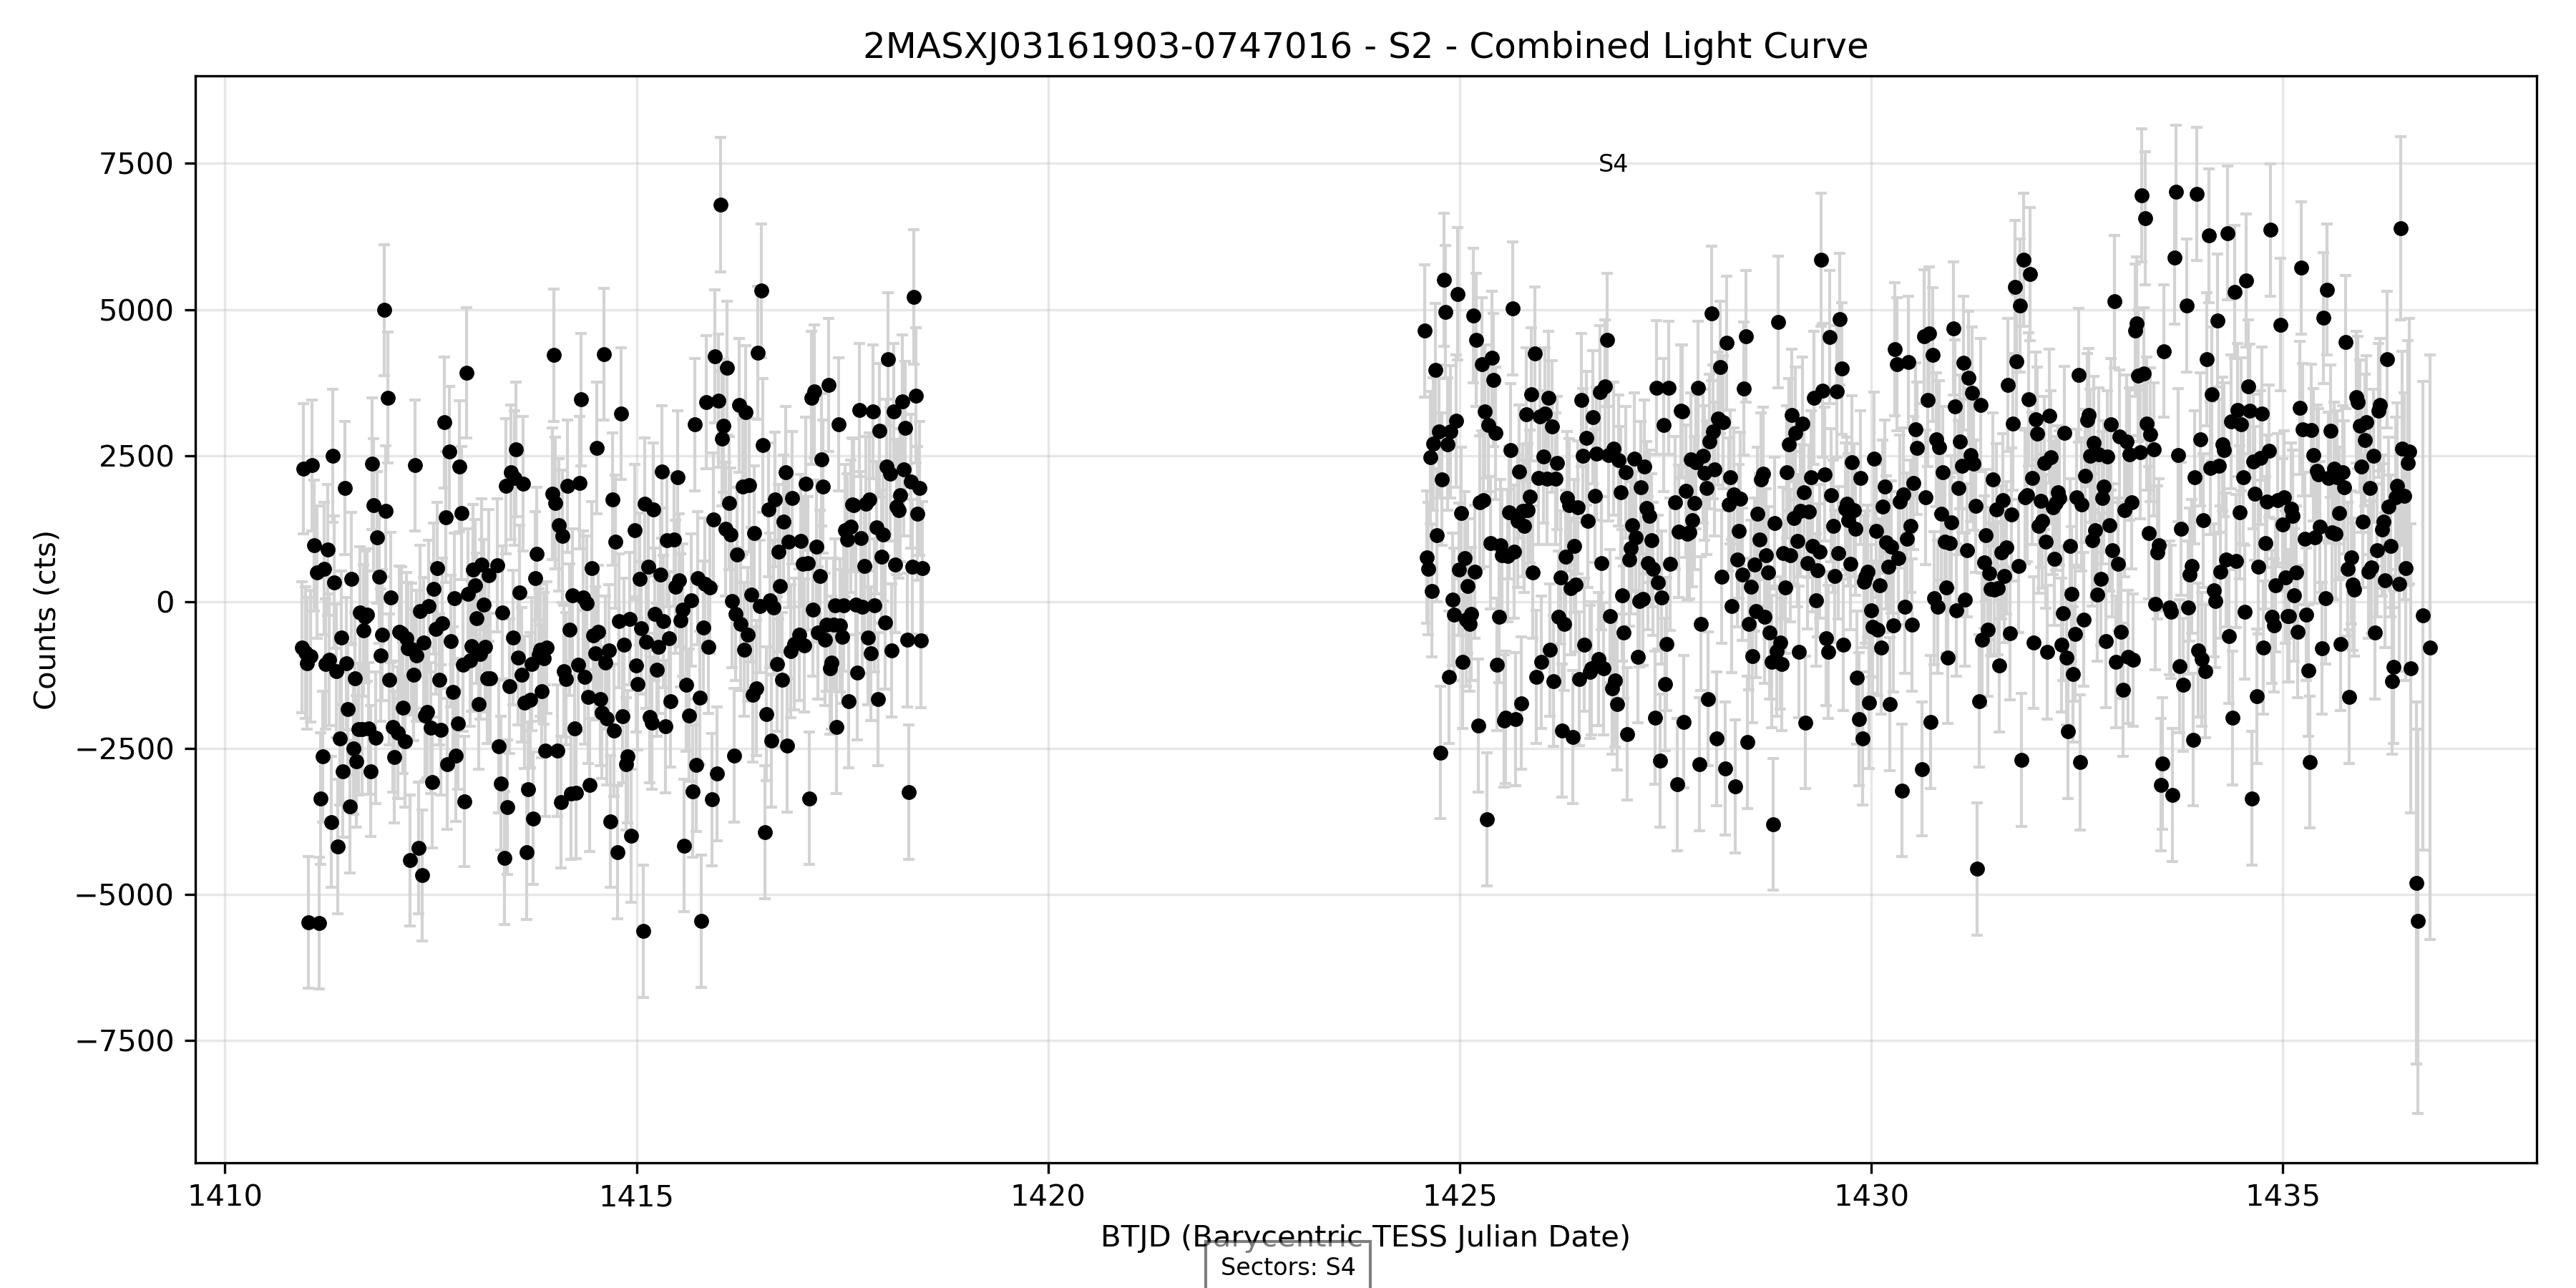 2MASXJ03161903-0747016 - S2 - Combined Light Curve
S4
7500
5000
2500
0
−2500
−5000
−7500
Counts (cts)
1410 1415 1420 1425 1430 1435
BTJD (Barycentric TESS Julian Date)
Sectors: S4